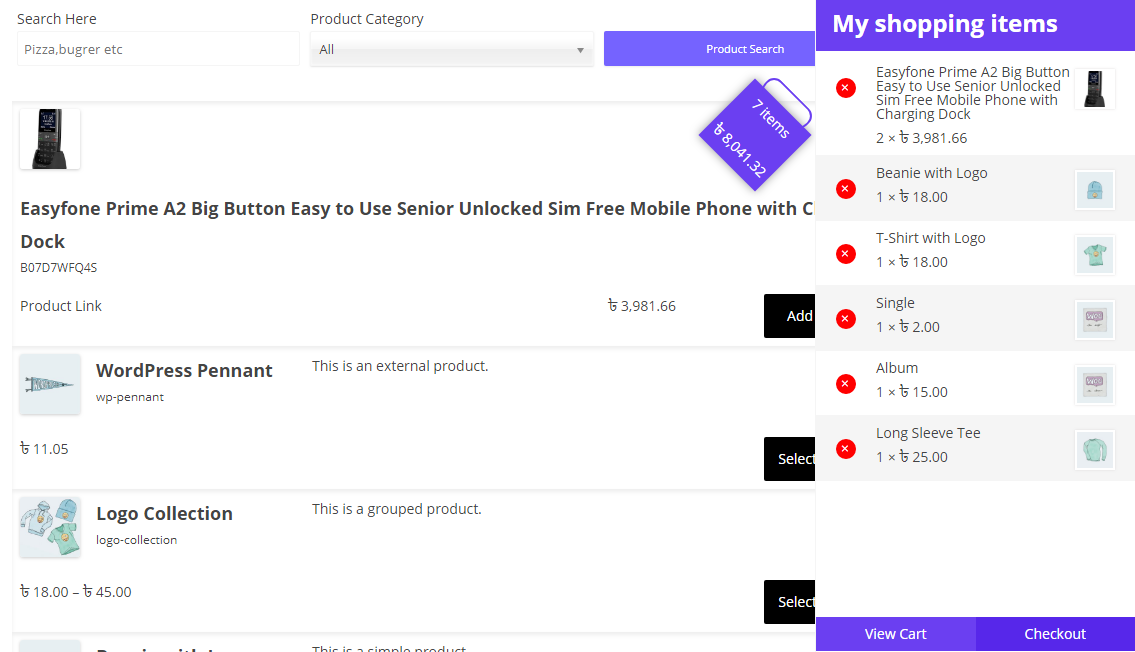 Search Here
Pizza,bugrer etc
Product Category
All
Product Search
7 items
৳ 8,041.32
Easyfone Prime A2 Big Button Easy to Use Senior Unlocked Sim Free Mobile Phone with
Dock
B07D7WFQ4S
Product Link
৳ 3,981.66
Add
WordPress Pennant
wp-pennant
This is an external product.
৳ 11.05
Select
Logo Collection
logo-collection
This is a grouped product.
৳ 18.00 – ৳ 45.00
Select
This is a simple product.
My shopping items
Easyfone Prime A2 Big Button
Easy to Use Senior Unlocked
Sim Free Mobile Phone with
Charging Dock
2 × ৳ 3,981.66
Beanie with Logo
1 × ৳ 18.00
T-Shirt with Logo
1 × ৳ 18.00
Single
1 × ৳ 2.00
Album
1 × ৳ 15.00
Long Sleeve Tee
1 × ৳ 25.00
View Cart
Checkout